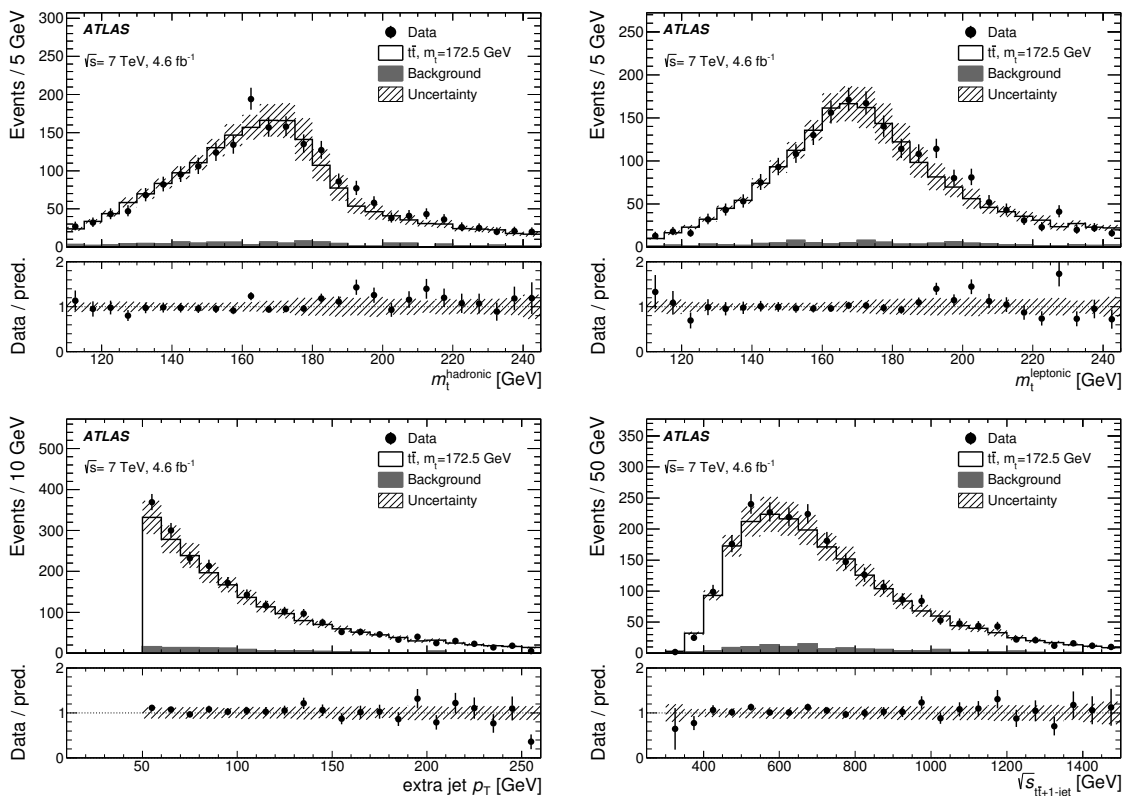 ATLAS
√s= 7 TeV, 4.6 fb⁻¹
Data
tt̄, mₜ=172.5 GeV
Background
Uncertainty
Events / 5 GeV
300
250
200
150
100
50
0
Data / pred.
2
1
0
120 140 160 180 200 220 240
mₜ^hadronic [GeV]
ATLAS
√s= 7 TeV, 4.6 fb⁻¹
Data
tt̄, mₜ=172.5 GeV
Background
Uncertainty
Events / 5 GeV
250
200
150
100
50
0
Data / pred.
2
1
0
120 140 160 180 200 220 240
mₜ^leptonic [GeV]
ATLAS
√s= 7 TeV, 4.6 fb⁻¹
Data
tt̄, mₜ=172.5 GeV
Background
Uncertainty
Events / 10 GeV
500
400
300
200
100
0
Data / pred.
2
1
0
50 100 150 200 250
extra jet p_T [GeV]
ATLAS
√s= 7 TeV, 4.6 fb⁻¹
Data
tt̄, mₜ=172.5 GeV
Background
Uncertainty
Events / 50 GeV
350
300
250
200
150
100
50
0
Data / pred.
2
1
0
400 600 800 1000 1200 1400
√s_tt̄+1-jet [GeV]